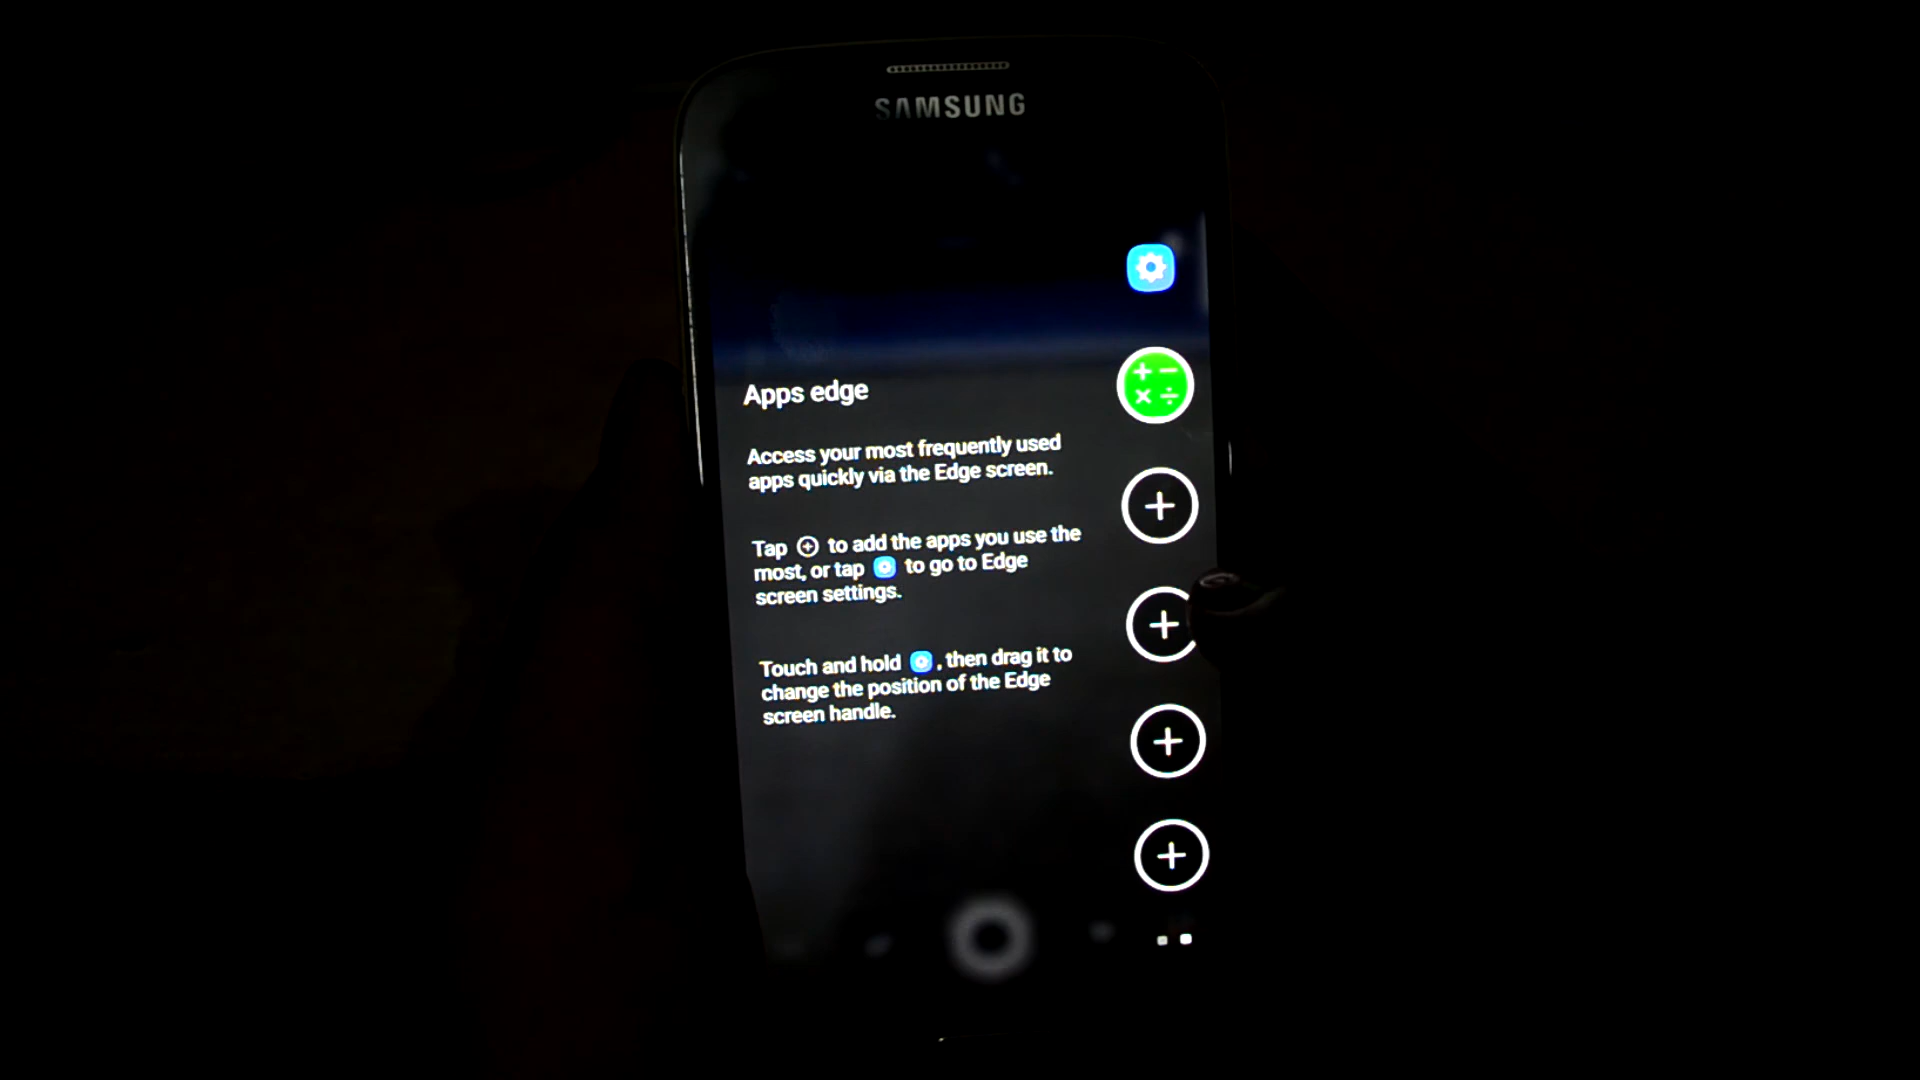 SAMSUNG
Apps edge
Access your most frequently used
apps quickly via the Edge screen.
Tap to add the apps you use the
most, or tap to go to Edge
screen settings.
Touch and hold , then drag it to
change the position of the Edge
screen handle.